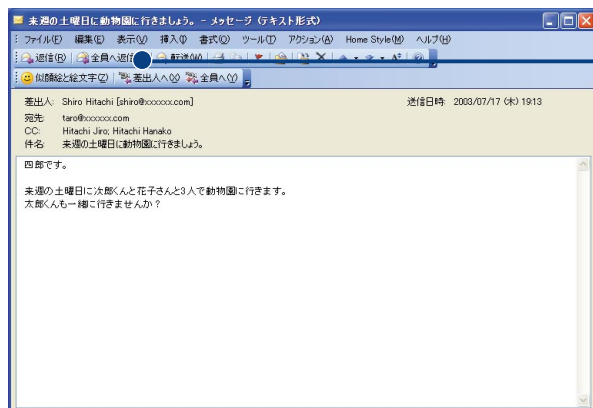 来週の土曜日に動物園に行きましょう。 - メッセージ (テキスト形式)
ファイル(F) 編集(E) 表示(V) 挿入(I) 書式(O) ツール(T) アクション(A) Home Style(M) ヘルプ(H)
返信(R) 全員へ返信 転送(W)
似顔絵と絵文字(Z) 差出人へ(X) 全員へ(Y)
差出人: Shiro Hitachi [shiro@xxxxxx.com] 送信日時: 2003/07/17 (木) 19:13
宛先: taro@xxxxxx.com
CC: Hitachi Jiro; Hitachi Hanako
件名: 来週の土曜日に動物園に行きましょう。
四郎です。
来週の土曜日に次郎くんと花子さんと3人で動物園に行きます。
太郎くんも一緒に行きませんか?